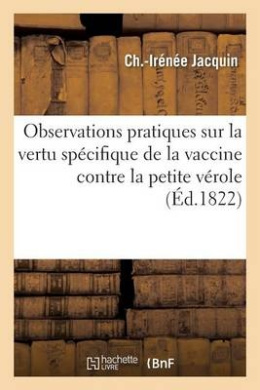 Ch.-Irénée Jacquin
Observations pratiques sur la vertu
spécifique de la vaccine
contre la petite vérole
(Éd.1822)
hachette
LIVRE
{BnF